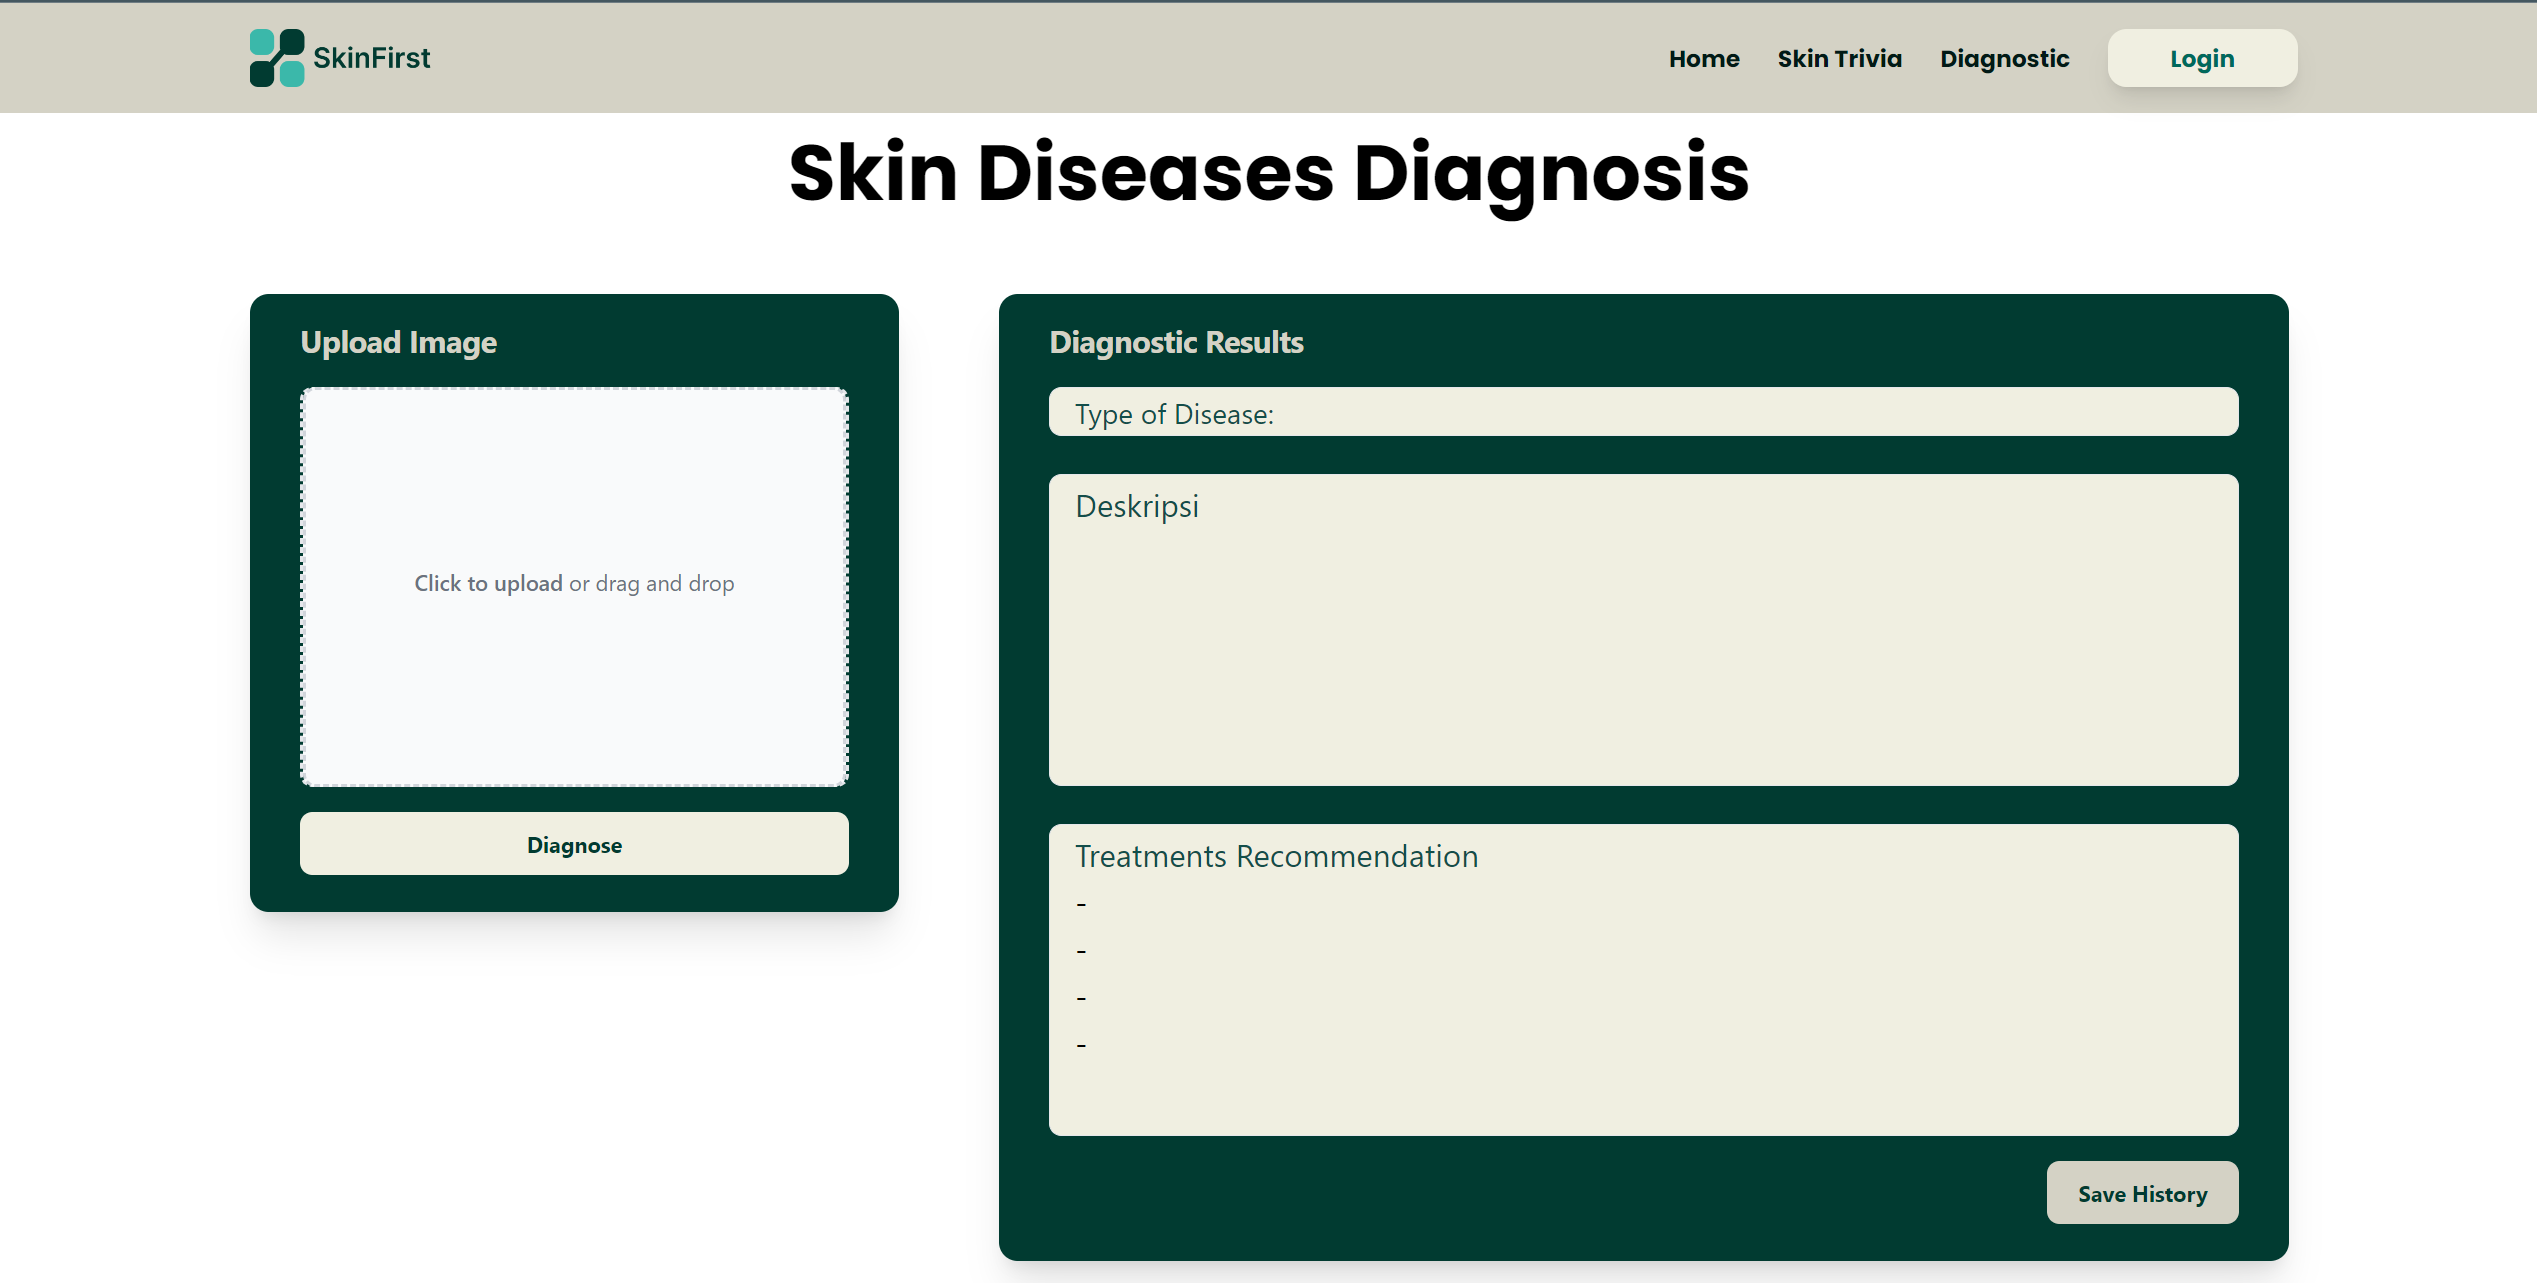 SkinFirst
Home Skin Trivia Diagnostic Login
Skin Diseases Diagnosis
Upload Image
Click to upload or drag and drop
Diagnose
Diagnostic Results
Type of Disease:
Deskripsi
Treatments Recommendation
-
-
-
-
Save History